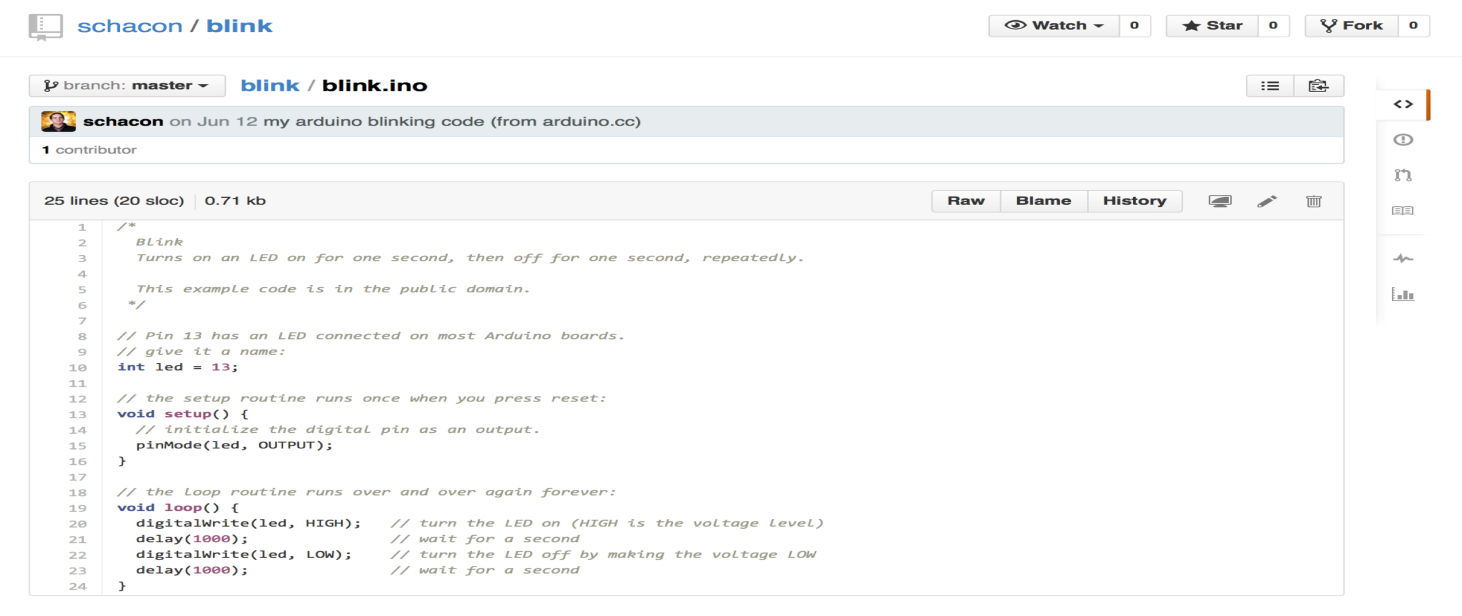 schacon / blink
Watch 0 Star 0 Fork 0
branch: master blink / blink.ino
schacon on Jun 12 my arduino blinking code (from arduino.cc)
1 contributor
25 lines (20 sloc) 0.71 kb Raw Blame History
1 /*
2   Blink
3   Turns on an LED on for one second, then off for one second, repeatedly.
4
5   This example code is in the public domain.
6  */
7
8 // Pin 13 has an LED connected on most Arduino boards.
9 // give it a name:
10 int led = 13;
11
12 // the setup routine runs once when you press reset:
13 void setup() {
14   // initialize the digital pin as an output.
15   pinMode(led, OUTPUT);
16 }
17
18 // the loop routine runs over and over again forever:
19 void loop() {
20   digitalWrite(led, HIGH);   // turn the LED on (HIGH is the voltage level)
21   delay(1000);               // wait for a second
22   digitalWrite(led, LOW);    // turn the LED off by making the voltage LOW
23   delay(1000);               // wait for a second
24 }